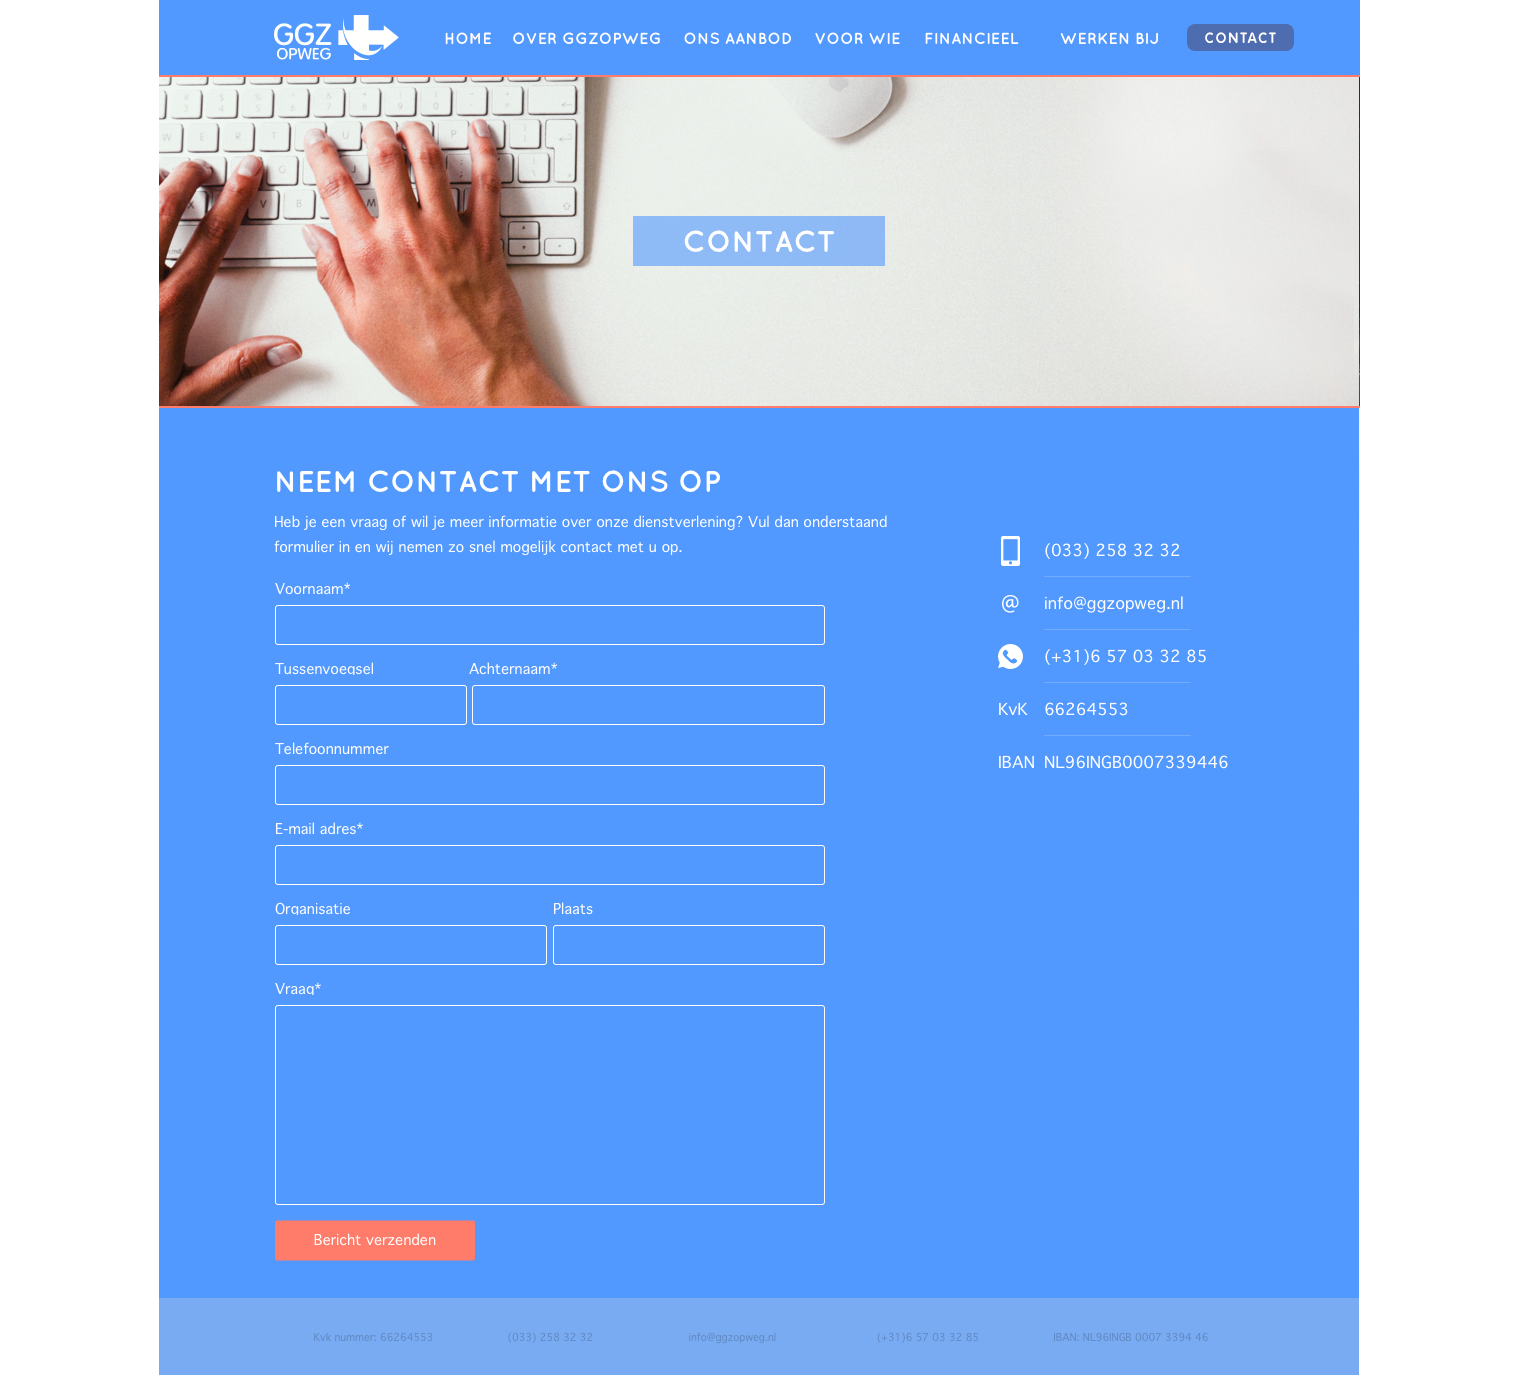 GGZ
OPWEG
HOME OVER GGZOPWEG ONS AANBOD VOOR WIE FINANCIEEL WERKEN BIJ CONTACT
CONTACT
NEEM CONTACT MET ONS OP
Heb je een vraag of wil je meer informatie over onze dienstverlening? Vul dan onderstaand
formulier in en wij nemen zo snel mogelijk contact met u op.
(033) 258 32 32
@ info@ggzopweg.nl
(+31)6 57 03 32 85
KvK 66264553
IBAN NL96INGB0007339446
Voornaam*
Tussenvoegsel Achternaam*
Telefoonnummer
E-mail adres*
Organisatie Plaats
Vraag*
Bericht verzenden
Kvk nummer: 66264553 (033) 258 32 32 info@ggzopweg.nl (+31)6 57 03 32 85 IBAN: NL96INGB 0007 3394 46